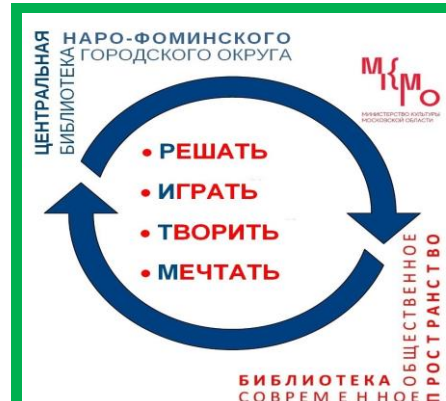 ЦЕНТРАЛЬНАЯ
БИБЛИОТЕКА
НАРО-ФОМИНСКОГО
ГОРОДСКОГО ОКРУГА
МКМО
МИНИСТЕРСТВО КУЛЬТУРЫ
МОСКОВСКОЙ ОБЛАСТИ
• РЕШАТЬ
• ИГРАТЬ
• ТВОРИТЬ
• МЕЧТАТЬ
БИБЛИОТЕКА
СОВРЕМЕННОЕ
ОБЩЕСТВЕННОЕ
ПРОСТРАНСТВО